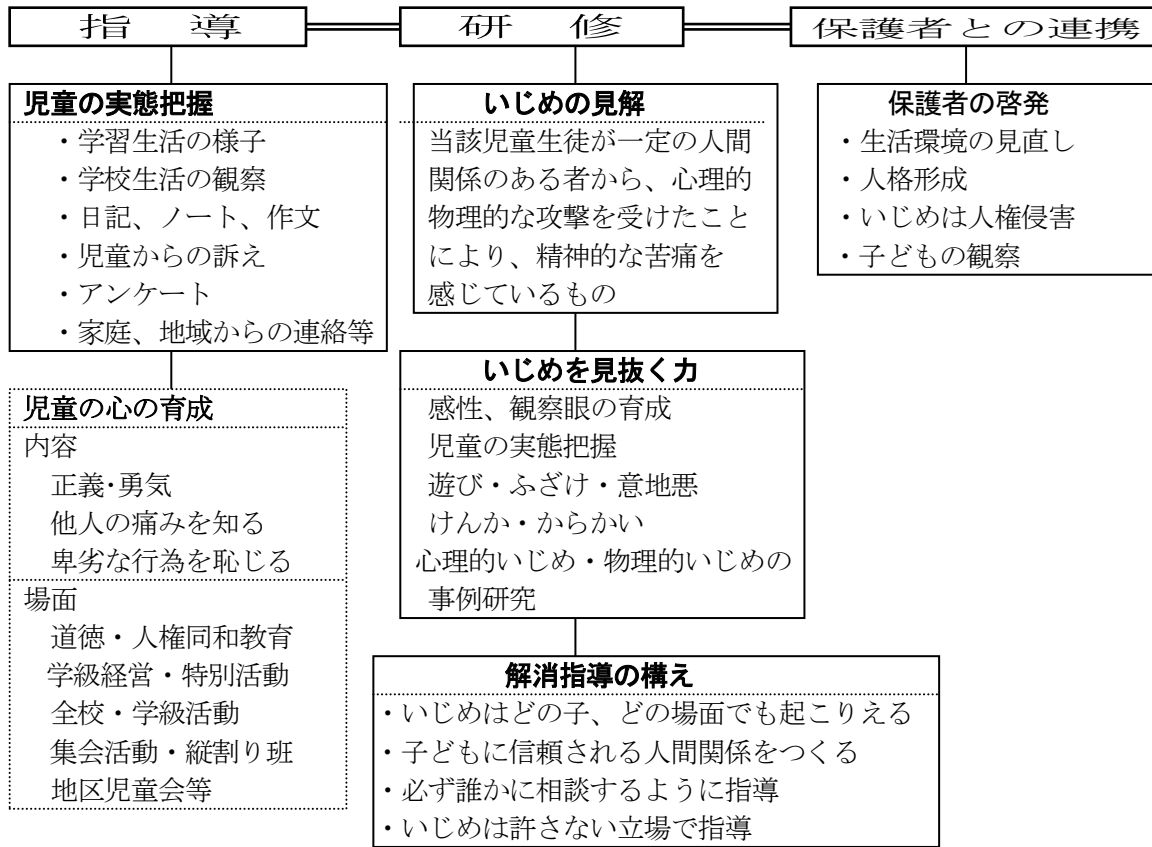 指導
研修
保護者との連携
児童の実態把握
・学習生活の様子
・学校生活の観察
・日記、ノート、作文
・児童からの訴え
・アンケート
・家庭、地域からの連絡等
児童の心の育成
内容
正義･勇気
他人の痛みを知る
卑劣な行為を恥じる
場面
道徳・人権同和教育
学級経営・特別活動
全校・学級活動
集会活動・縦割り班
地区児童会等
いじめの見解
当該児童生徒が一定の人間
関係のある者から、心理的
物理的な攻撃を受けたこと
により、精神的な苦痛を
感じているもの
いじめを見抜く力
感性、観察眼の育成
児童の実態把握
遊び・ふざけ・意地悪
けんか・からかい
心理的いじめ・物理的いじめの
事例研究
解消指導の構え
・いじめはどの子、どの場面でも起こりえる
・子どもに信頼される人間関係をつくる
・必ず誰かに相談するように指導
・いじめは許さない立場で指導
保護者の啓発
・生活環境の見直し
・人格形成
・いじめは人権侵害
・子どもの観察